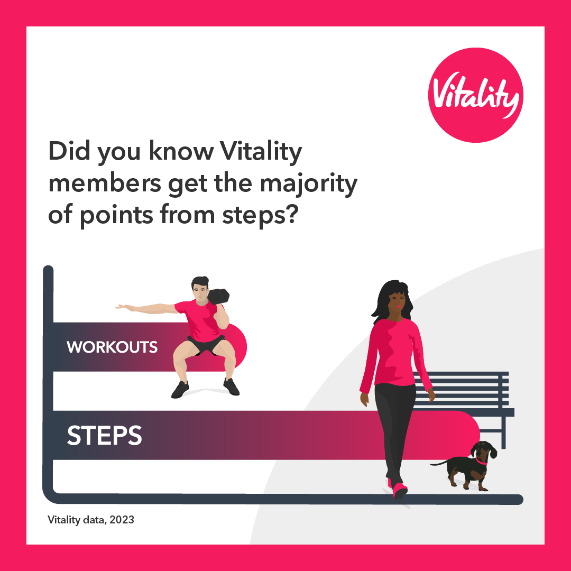 Vitality
Did you know Vitality
members get the majority
of points from steps?
WORKOUTS
STEPS
Vitality data, 2023